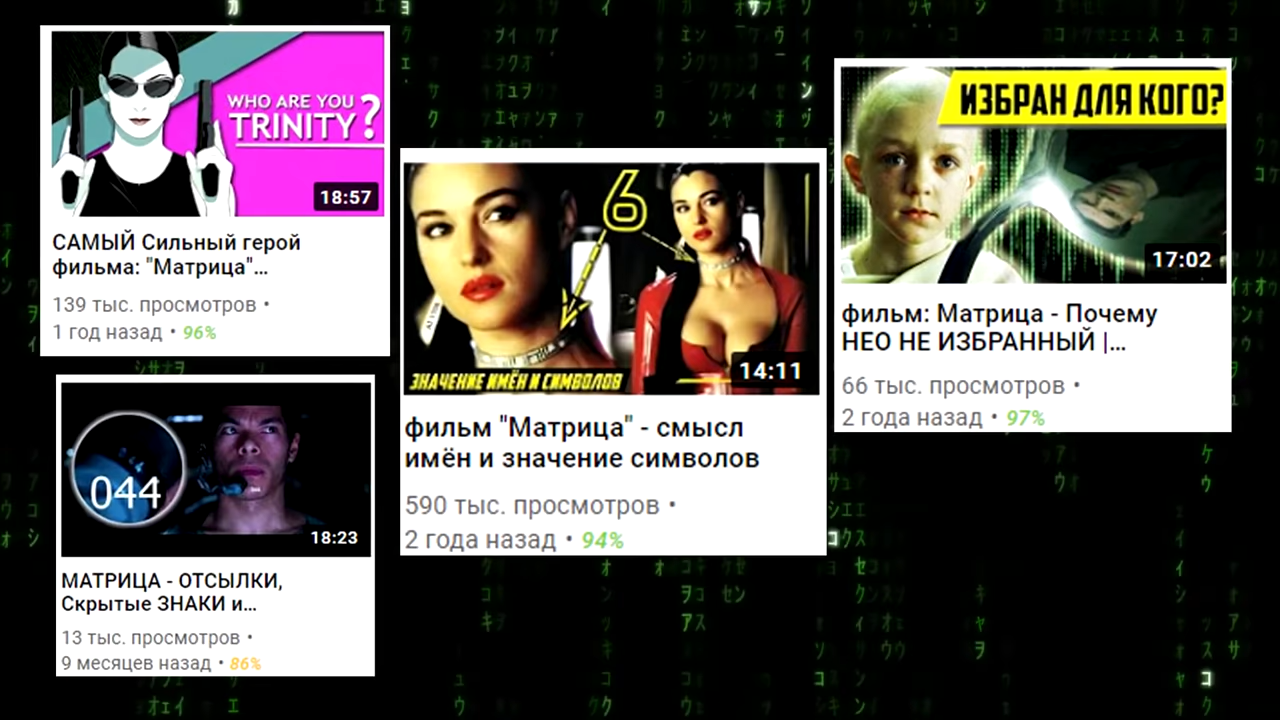 WHO ARE YOU
TRINITY?
18:57
САМЫЙ Сильный герой
фильма: "Матрица"...
139 тыс. просмотров •
1 год назад • 96%
044
18:23
МАТРИЦА - ОТСЫЛКИ,
Скрытые ЗНАКИ и...
13 тыс. просмотров •
9 месяцев назад • 86%
6
ЗНАЧЕНИЕ ИМЁН И СИМВОЛОВ
14:11
фильм "Матрица" - смысл
имён и значение символов
590 тыс. просмотров •
2 года назад • 94%
ИЗБРАН ДЛЯ КОГО?
17:02
фильм: Матрица - Почему
НЕО НЕ ИЗБРАННЫЙ |...
66 тыс. просмотров •
2 года назад • 97%